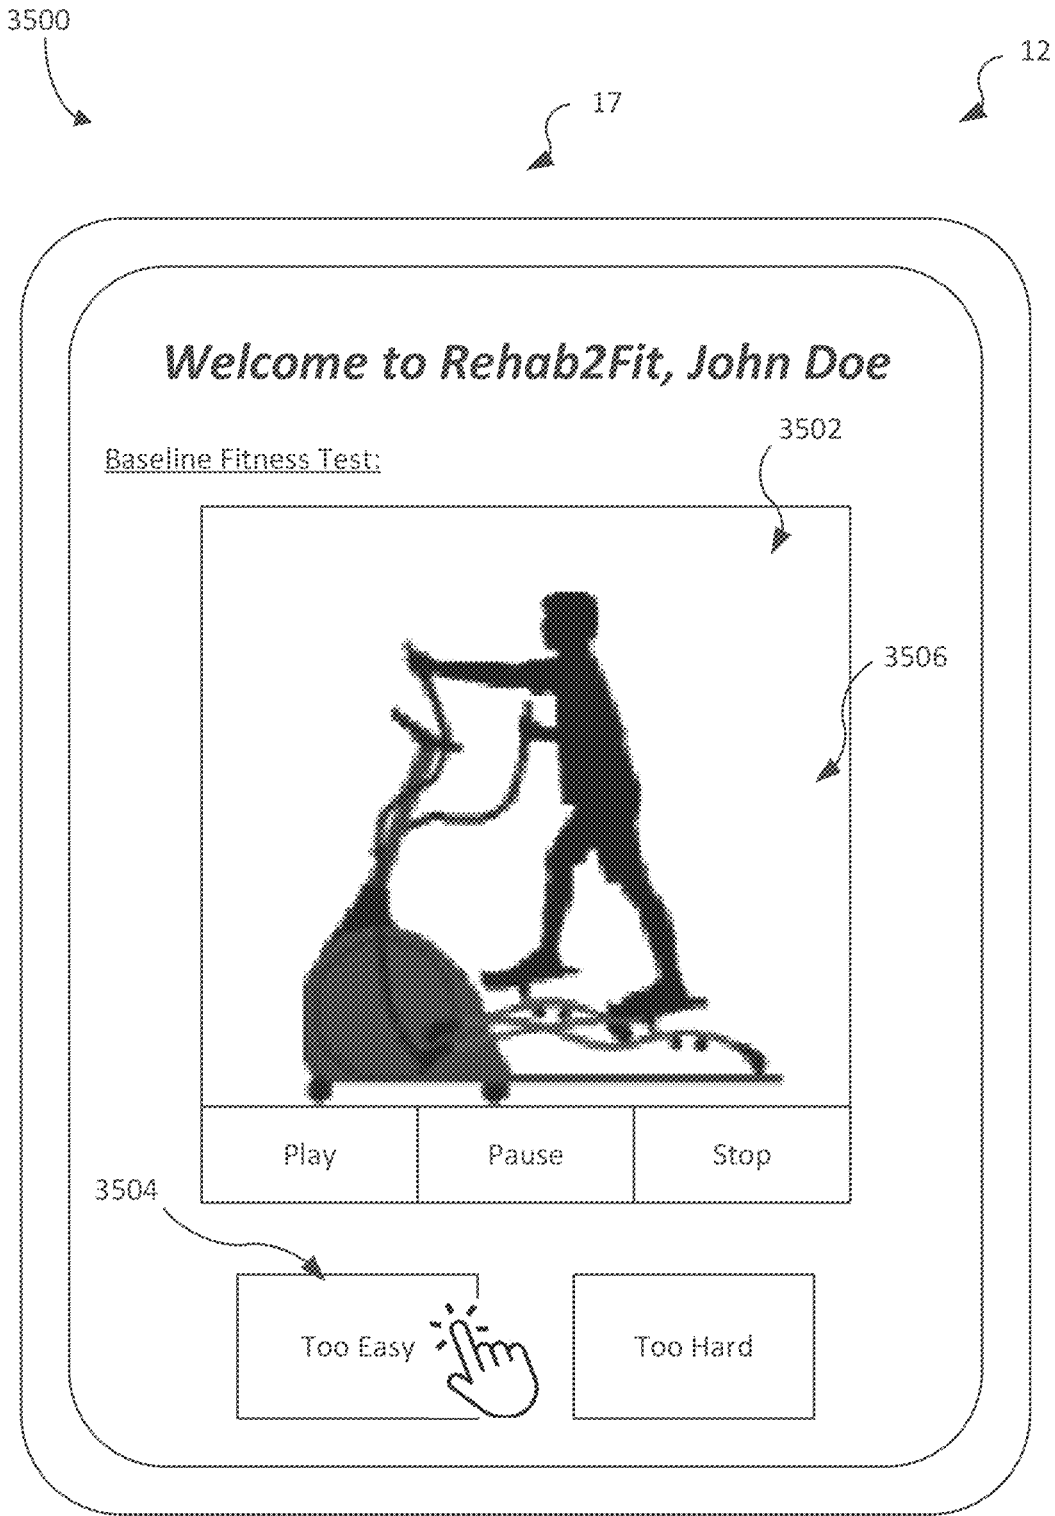 3500
12
17
Welcome to Rehab2Fit, John Doe
3502
Baseline Fitness Test:
3506
Play Pause Stop
3504
Too Easy Too Hard